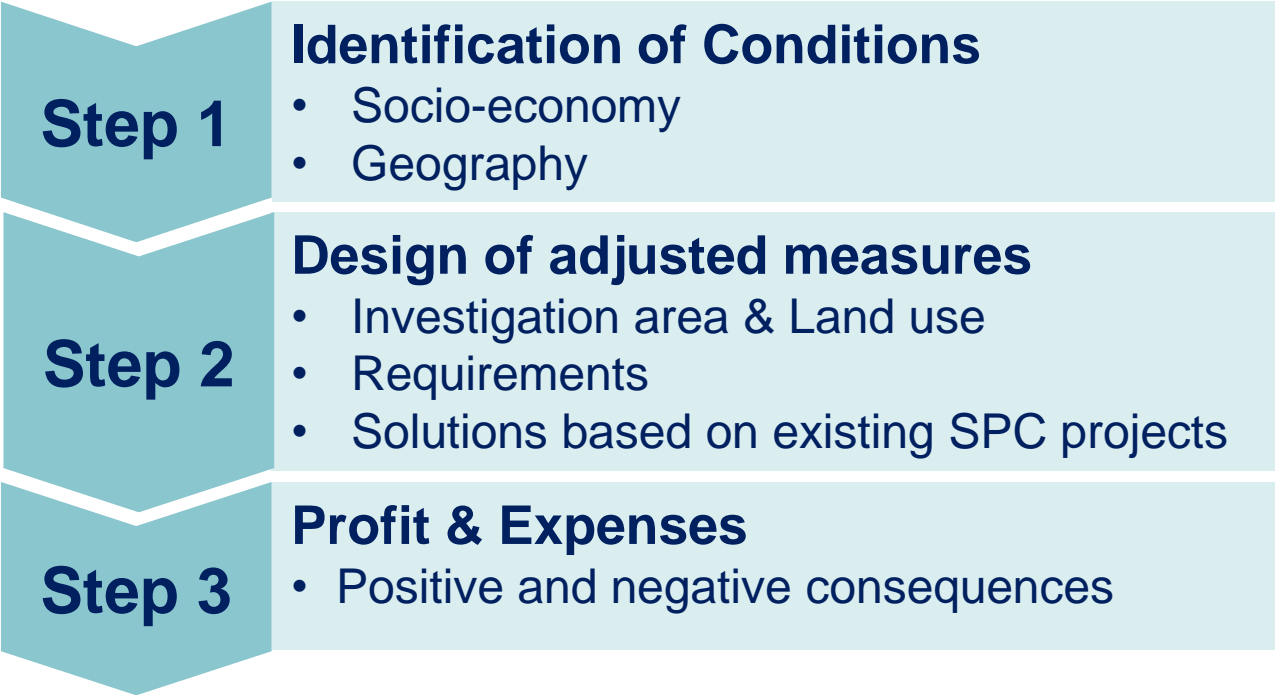 Step 1
Identification of Conditions
• Socio-economy
• Geography
Step 2
Design of adjusted measures
• Investigation area & Land use
• Requirements
• Solutions based on existing SPC projects
Step 3
Profit & Expenses
• Positive and negative consequences